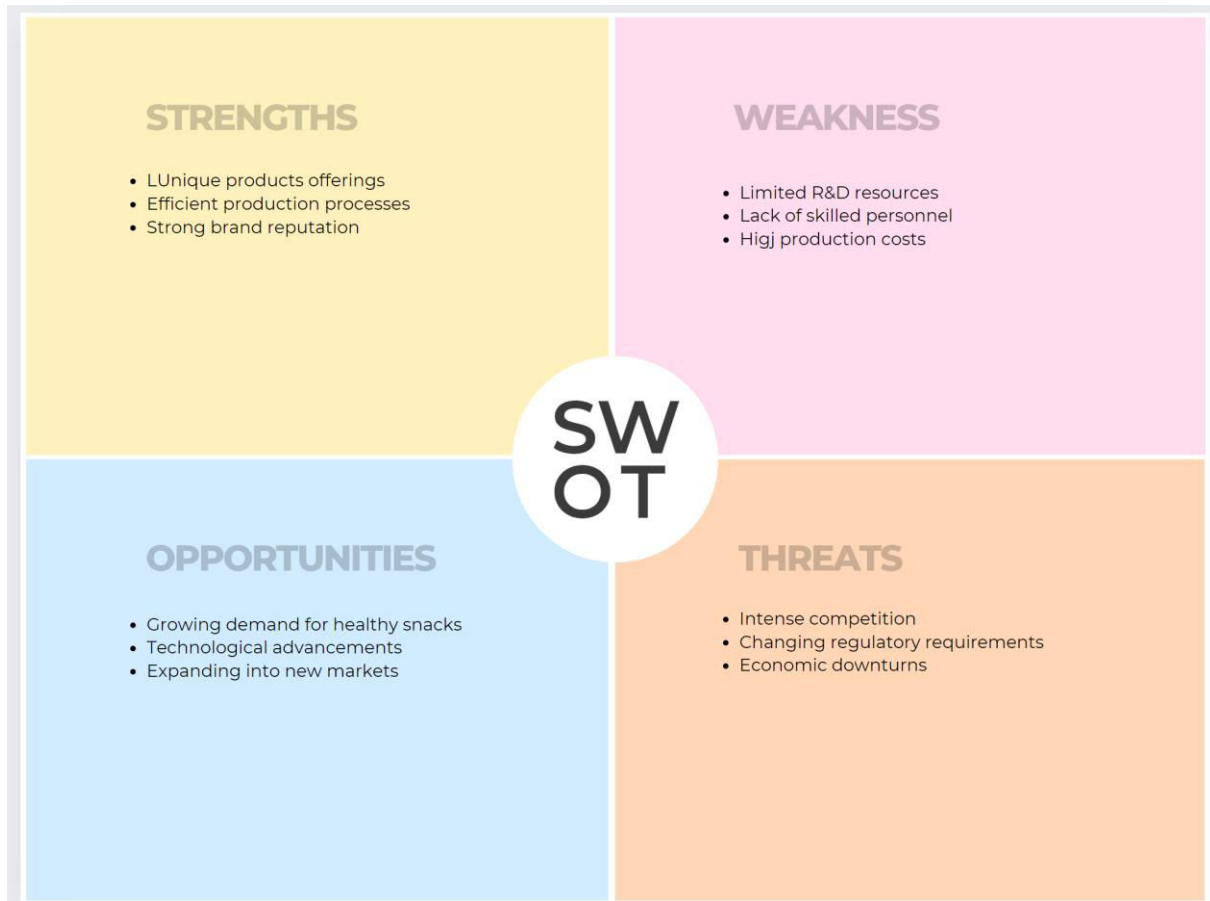 STRENGTHS
• LUnique products offerings
• Efficient production processes
• Strong brand reputation
WEAKNESS
• Limited R&D resources
• Lack of skilled personnel
• Higj production costs
SW
OT
OPPORTUNITIES
• Growing demand for healthy snacks
• Technological advancements
• Expanding into new markets
THREATS
• Intense competition
• Changing regulatory requirements
• Economic downturns